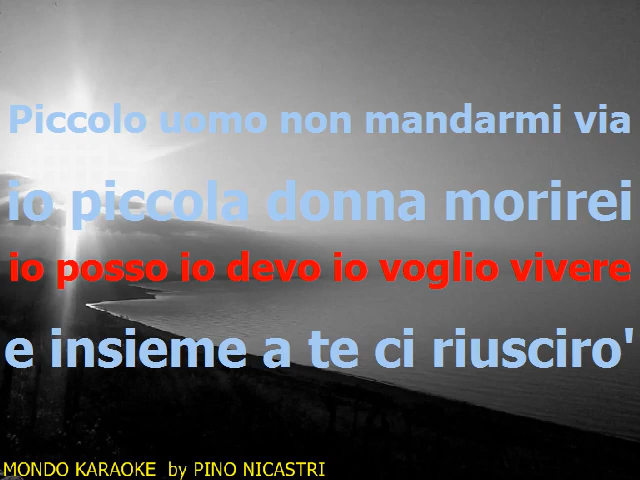 Piccolo uomo non mandarmi via
io piccola donna morirei
io posso io devo io voglio vivere
e insieme a te ci riusciro'
MONDO KARAOKE by PINO NICASTRI